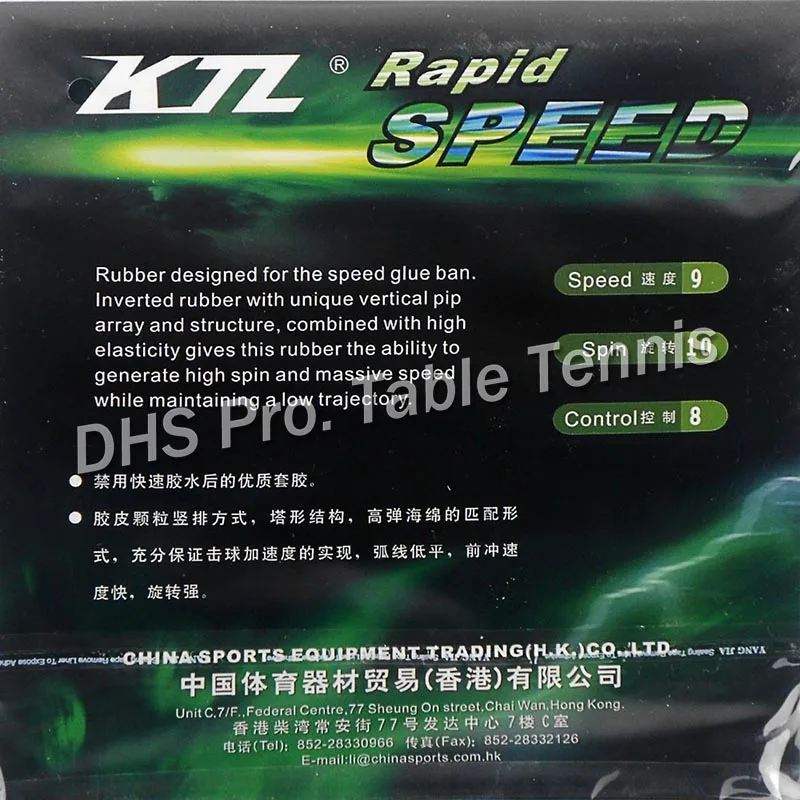 KTL ® Rapid
SPEED
Rubber designed for the speed glue ban.
Inverted rubber with unique vertical pip
array and structure, combined with high
elasticity gives this rubber the ability to
generate high spin and massive speed
while maintaining a low trajectory.
Speed 速度 9
Spin 旋转 10
Control 控制 8
DHS Pro. Table Tennis
● 禁用快速胶水后的优质套胶。
● 胶皮颗粒竖排方式，塔形结构，高弹海绵的匹配形
式，充分保证击球加速度的实现，弧线低平，前冲速
度快，旋转强。
YANG JIA Sealing Tape Remove Liner To Expose Adhe
CHINA SPORTS EQUIPMENT TRADING(H.K.)CO.,LTD.
中国体育器材贸易(香港)有限公司
Unit C,7/F.,Federal Centre,77 Sheung On street,Chai Wan,Hong Kong.
香港柴湾常安街77号发达中心7楼C室
电话(Tel): 852-28330966 传真(Fax): 852-28332126
E-mail:li@chinasports.com.hk